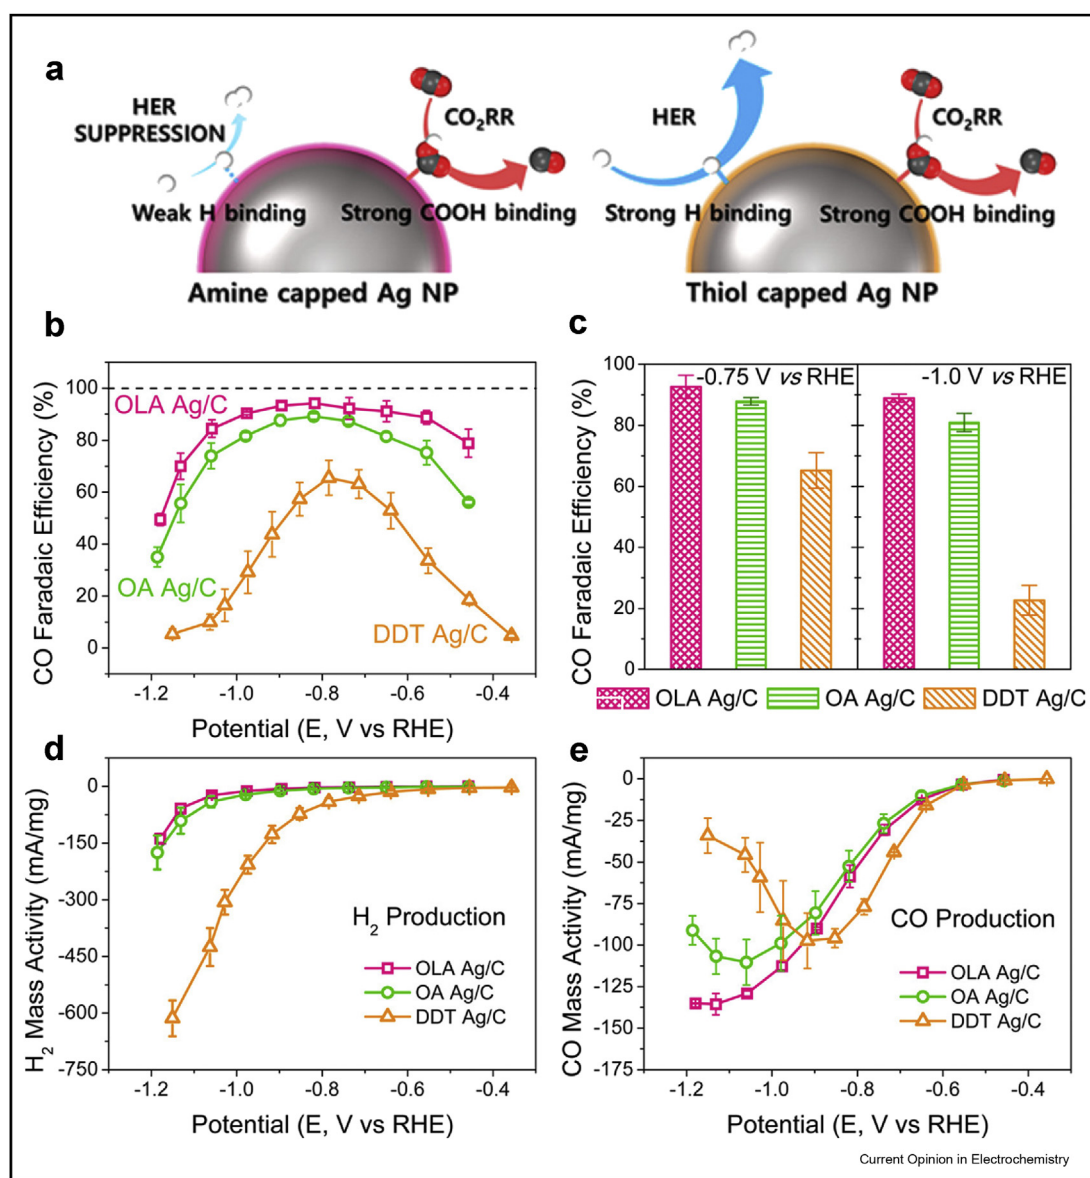 a
HER
SUPPRESSION
CO₂RR
HER
CO₂RR
Weak H binding
Strong COOH binding
Strong H binding
Strong COOH binding
Amine capped Ag NP
Thiol capped Ag NP
b
CO Faradaic Efficiency (%)
100
80
60
40
20
0
OLA Ag/C
OA Ag/C
DDT Ag/C
-1.2 -1.0 -0.8 -0.6 -0.4
Potential (E, V vs RHE)
c
CO Faradaic Efficiency (%)
100
80
60
40
20
0
-0.75 V vs RHE
-1.0 V vs RHE
OLA Ag/C OA Ag/C DDT Ag/C
d
H₂ Mass Activity (mA/mg)
0
-150
-300
-450
-600
-750
H₂ Production
OLA Ag/C
OA Ag/C
DDT Ag/C
-1.2 -1.0 -0.8 -0.6 -0.4
Potential (E, V vs RHE)
e
CO Mass Activity (mA/mg)
0
-25
-50
-75
-100
-125
-150
-175
CO Production
OLA Ag/C
OA Ag/C
DDT Ag/C
-1.2 -1.0 -0.8 -0.6 -0.4
Potential (E, V vs RHE)
Current Opinion in Electrochemistry